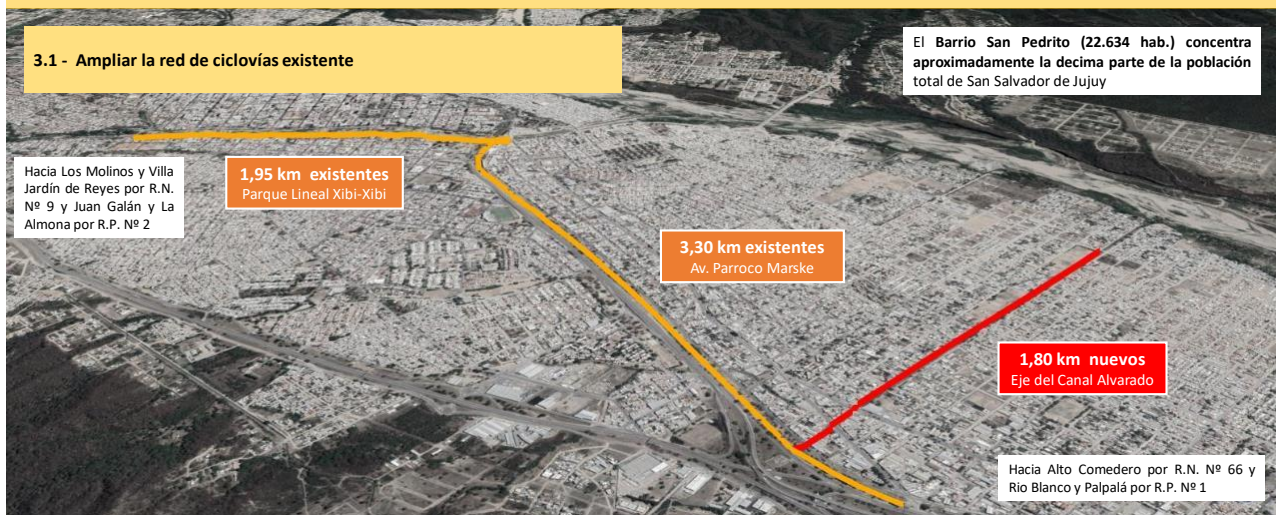 3.1 - Ampliar la red de ciclovías existente
El Barrio San Pedrito (22.634 hab.) concentra
aproximadamente la decima parte de la población
total de San Salvador de Jujuy
Hacia Los Molinos y Villa
Jardín de Reyes por R.N.
Nº 9 y Juan Galán y La
Almona por R.P. Nº 2
1,95 km existentes
Parque Lineal Xibi-Xibi
3,30 km existentes
Av. Parroco Marske
1,80 km nuevos
Eje del Canal Alvarado
Hacia Alto Comedero por R.N. Nº 66 y
Rio Blanco y Palpalá por R.P. Nº 1